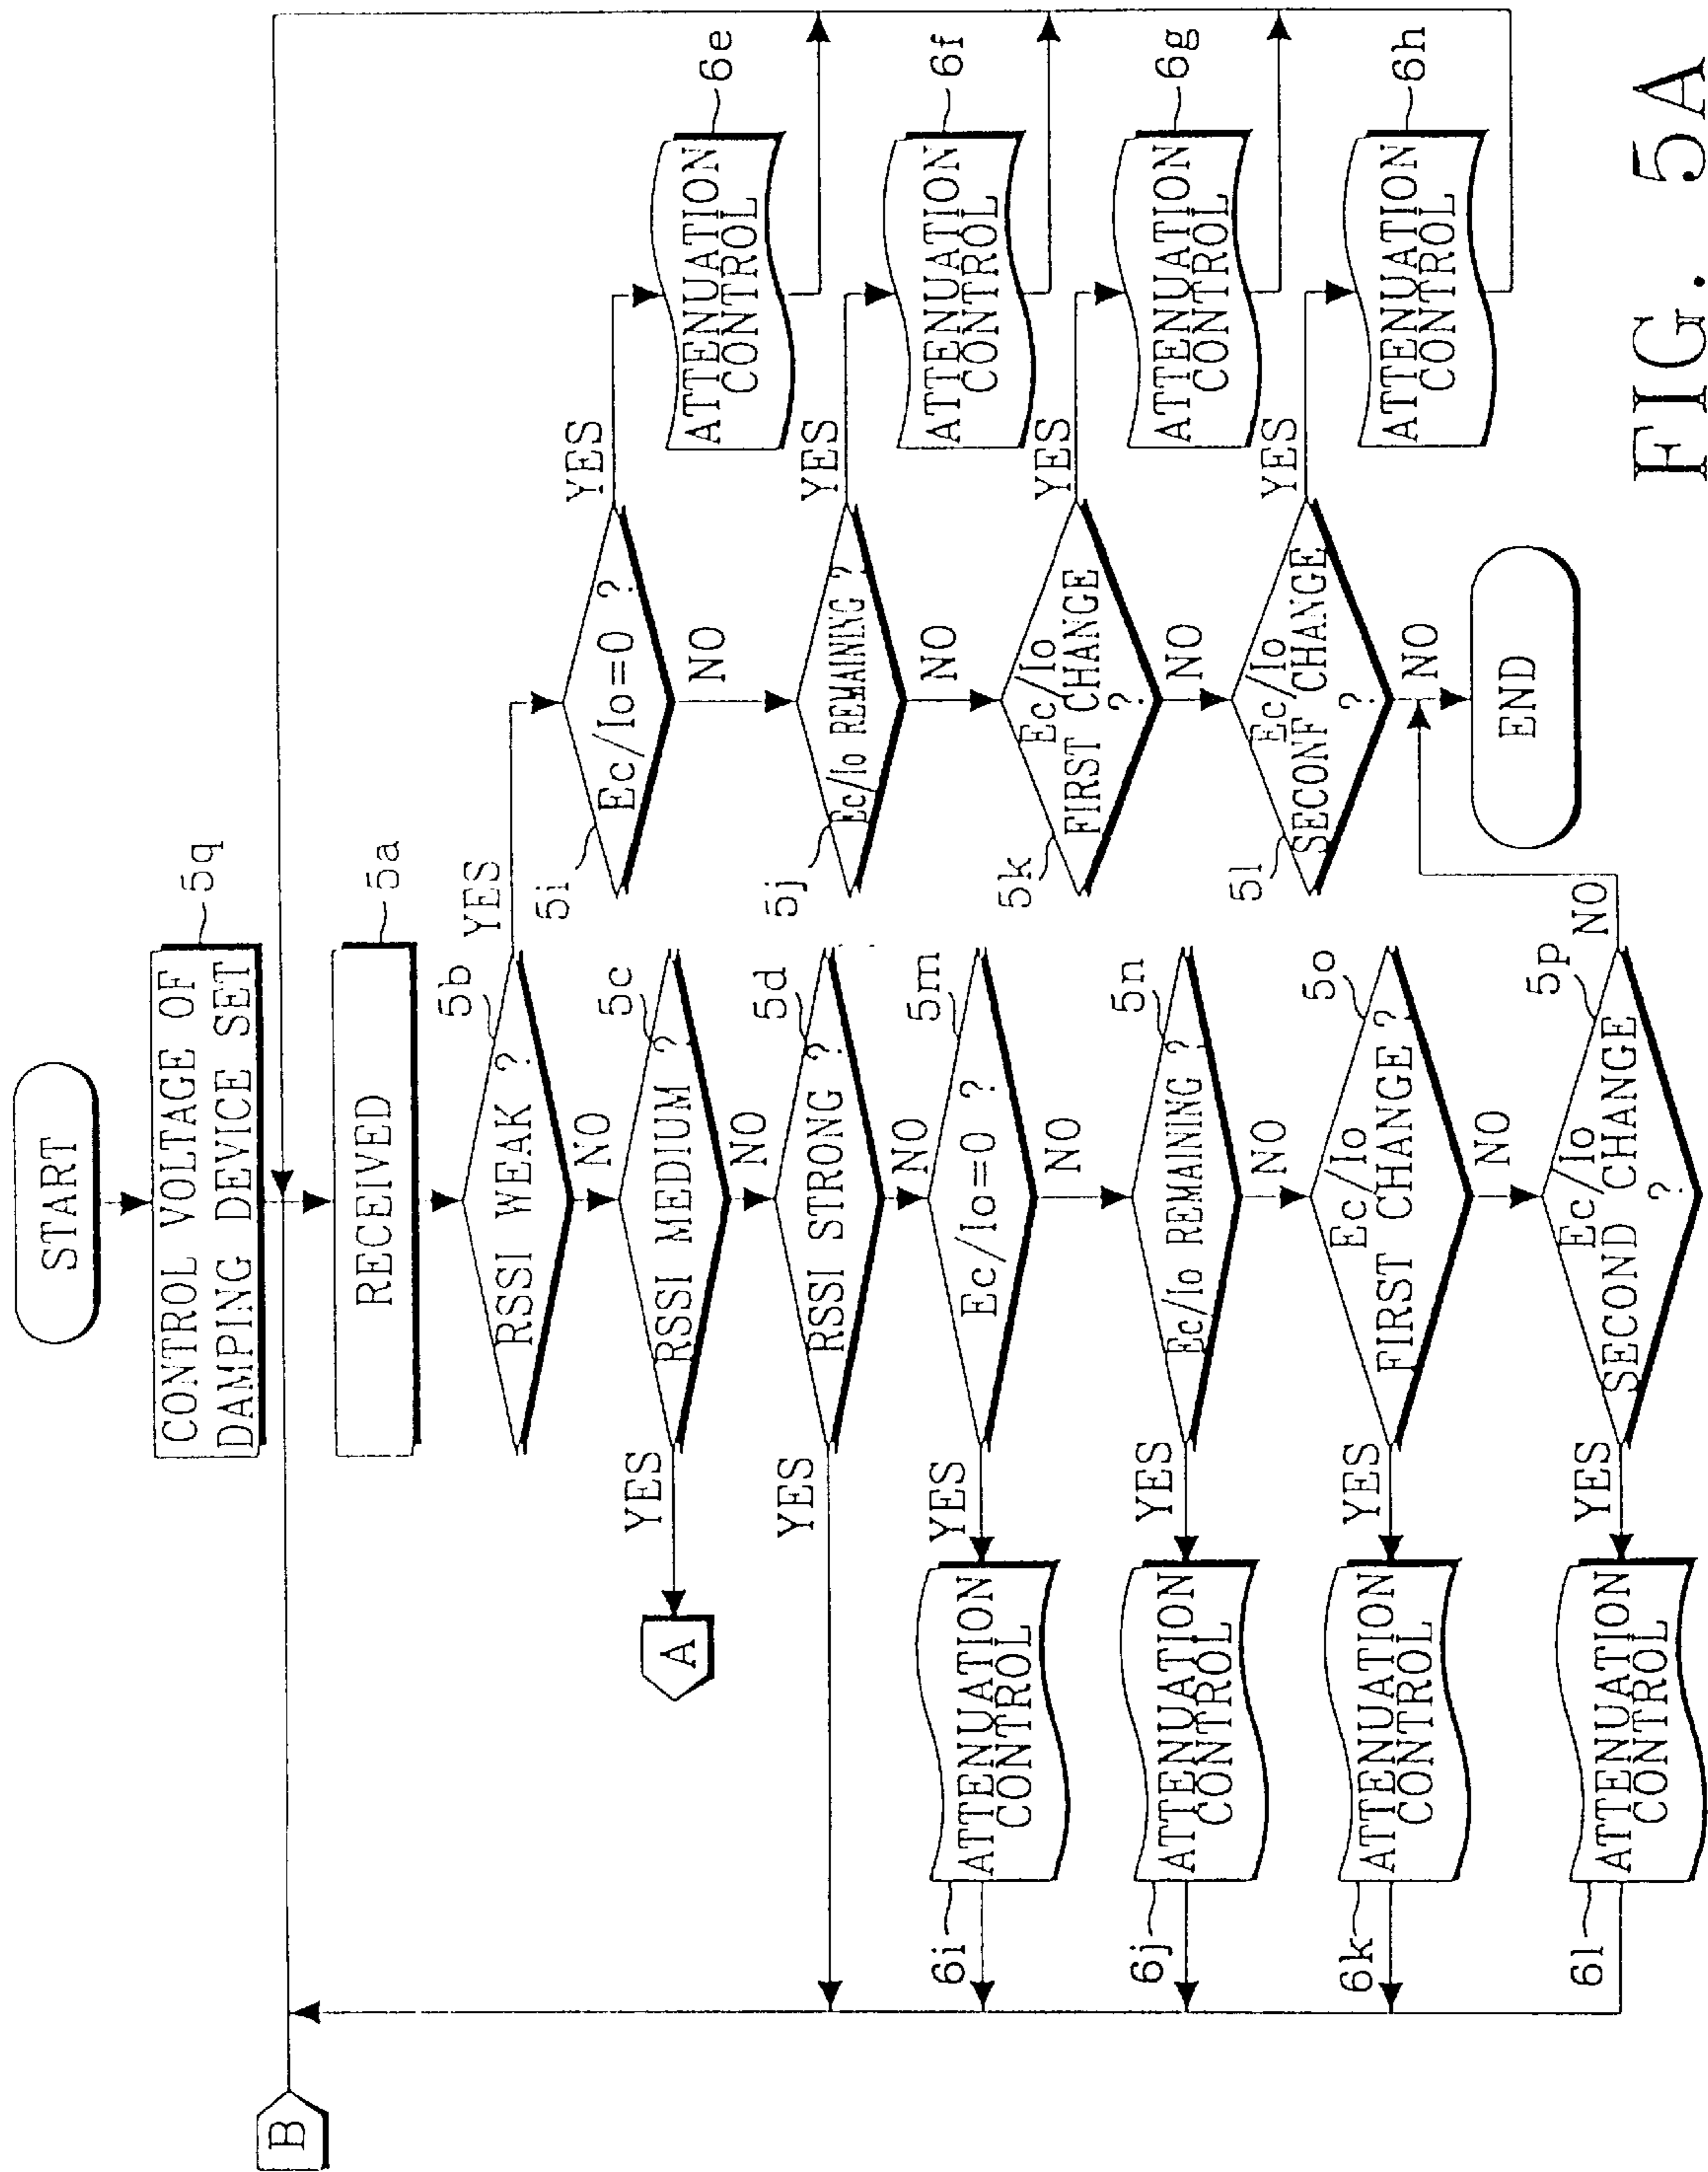 START
CONTROL VOLTAGE OF
DAMPING DEVICE SET
5q
RECEIVED
5a
RSSI WEAK ?
5b
YES
NO
RSSI MEDIUM ?
5c
YES
NO
A
RSSI STRONG ?
5d
YES
NO
Ec/Io=0 ?
5m
YES
NO
ATTENUATION
CONTROL
6i
Ec/Io REMAINING ?
5n
YES
NO
ATTENUATION
CONTROL
6j
Ec/Io
FIRST CHANGE ?
5o
YES
NO
ATTENUATION
CONTROL
6k
Ec/Io
SECOND CHANGE
?
5p
YES
NO
ATTENUATION
CONTROL
6l
B
Ec/Io=0 ?
5i
YES
NO
ATTENUATION
CONTROL
6e
Ec/Io REMAINING ?
5j
YES
NO
ATTENUATION
CONTROL
6f
Ec/Io
FIRST CHANGE
?
5k
YES
NO
ATTENUATION
CONTROL
6g
Ec/Io
SECONF CHANGE
?
5l
YES
NO
ATTENUATION
CONTROL
6h
END
FIG. 5A